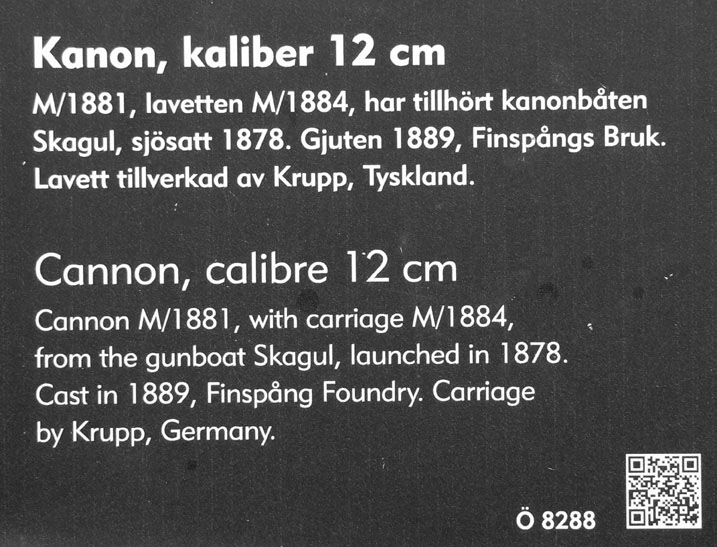 Kanon, kaliber 12 cm
M/1881, lavetten M/1884, har tillhört kanonbåten
Skagul, sjösatt 1878. Gjuten 1889, Finspångs Bruk.
Lavett tillverkad av Krupp, Tyskland.
Cannon, calibre 12 cm
Cannon M/1881, with carriage M/1884,
from the gunboat Skagul, launched in 1878.
Cast in 1889, Finspång Foundry. Carriage
by Krupp, Germany.
Ö 8288